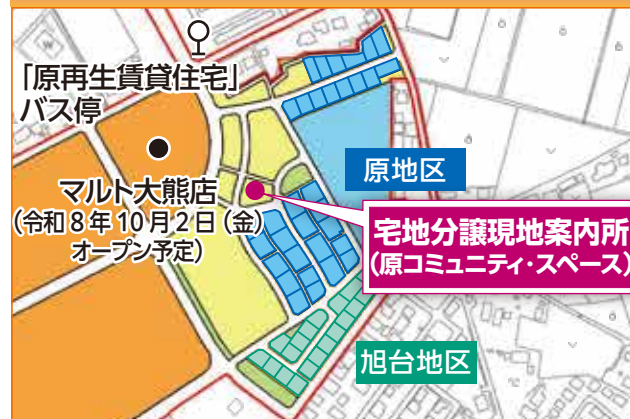 「原再生賃貸住宅」
バス停
マルト大熊店
(令和8年10月2日(金)
オープン予定)
原地区
宅地分譲現地案内所
(原コミュニティ・スペース)
旭台地区